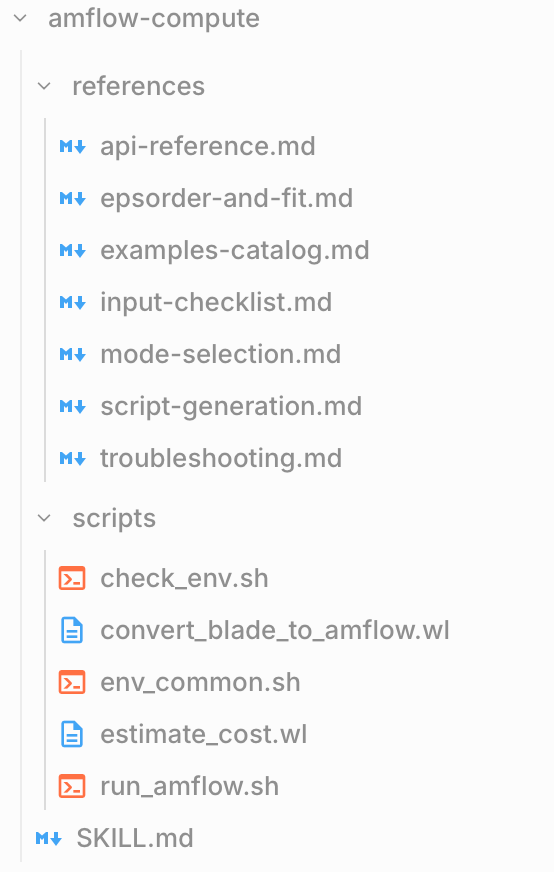 amflow-compute
references
api-reference.md
epsorder-and-fit.md
examples-catalog.md
input-checklist.md
mode-selection.md
script-generation.md
troubleshooting.md
scripts
check_env.sh
convert_blade_to_amflow.wl
env_common.sh
estimate_cost.wl
run_amflow.sh
SKILL.md